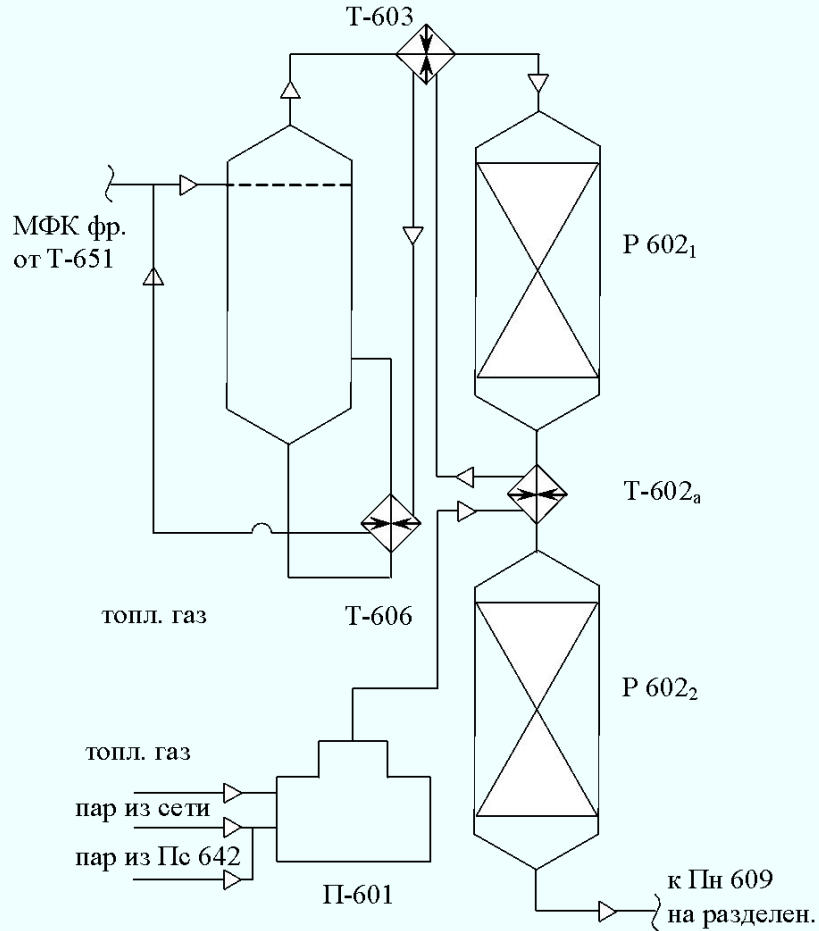 Т-603
МФК фр.
от Т-651
Р 602₁
Т-602ₐ
топл. газ
Т-606
Р 602₂
топл. газ
пар из сети
пар из Пс 642
П-601
к Пн 609
на разделен.